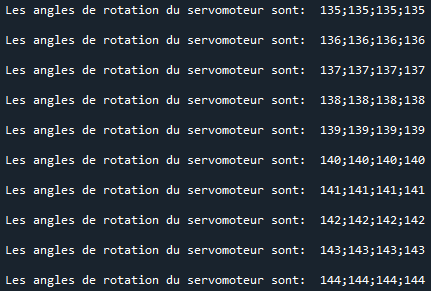 Les angles de rotation du servomoteur sont:  135;135;135;135
Les angles de rotation du servomoteur sont:  136;136;136;136
Les angles de rotation du servomoteur sont:  137;137;137;137
Les angles de rotation du servomoteur sont:  138;138;138;138
Les angles de rotation du servomoteur sont:  139;139;139;139
Les angles de rotation du servomoteur sont:  140;140;140;140
Les angles de rotation du servomoteur sont:  141;141;141;141
Les angles de rotation du servomoteur sont:  142;142;142;142
Les angles de rotation du servomoteur sont:  143;143;143;143
Les angles de rotation du servomoteur sont:  144;144;144;144